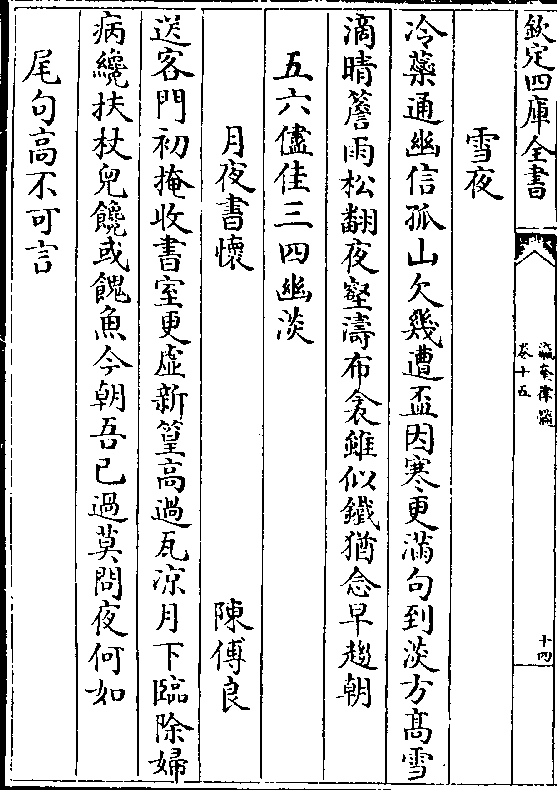 欽定四庫全書
瀛奎律髓
卷十五
十四
雪夜
冷藥通幽信孤山欠幾遭盃因寒更滿句到淡方高雪
滴晴簷雨松翻夜壑濤布衾雖似鐵猶念早趨朝
五六儘佳三四幽淡
月夜書懷
陳傅良
送客門初掩收書室更虛新篁高過瓦凉月下臨除婦
病纔扶杖兒饞或餽魚今朝吾已過莫問夜何如
尾句高不可言